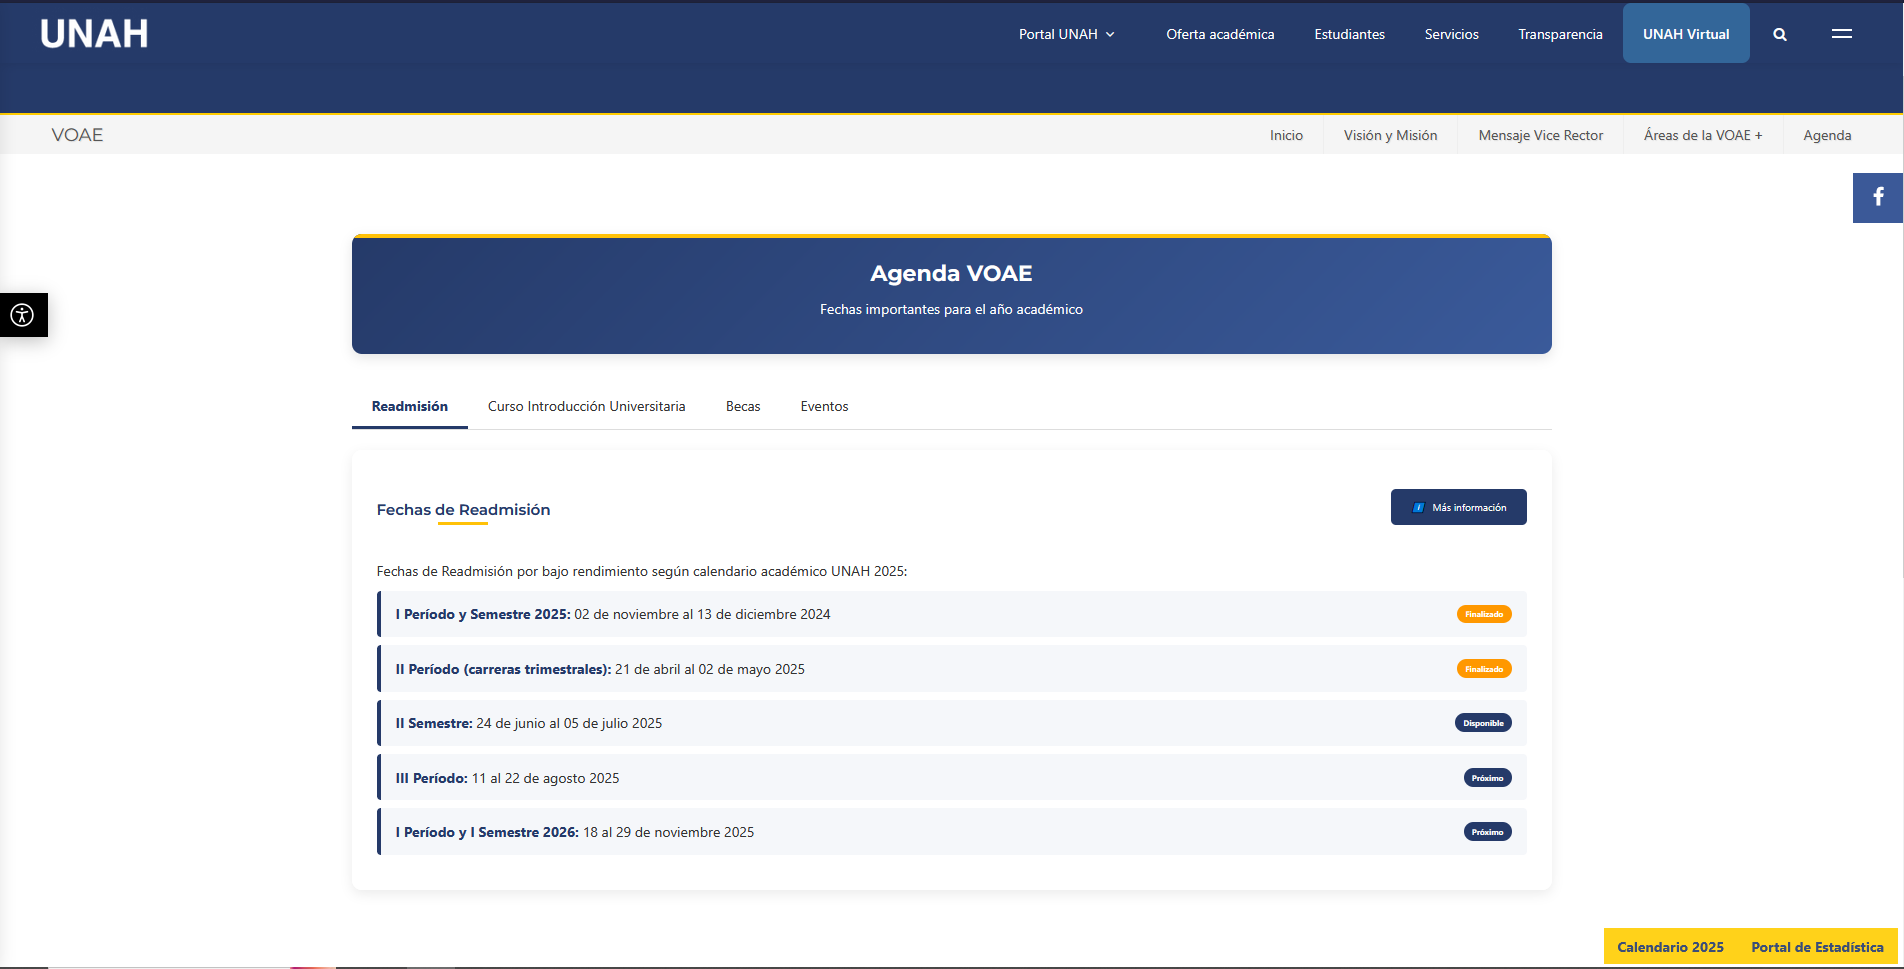 UNAH
Portal UNAH
Oferta académica
Estudiantes
Servicios
Transparencia
UNAH Virtual
VOAE
Inicio
Visión y Misión
Mensaje Vice Rector
Áreas de la VOAE +
Agenda
Agenda VOAE
Fechas importantes para el año académico
Readmisión
Curso Introducción Universitaria
Becas
Eventos
Fechas de Readmisión
Más información
Fechas de Readmisión por bajo rendimiento según calendario académico UNAH 2025:
I Período y Semestre 2025: 02 de noviembre al 13 de diciembre 2024
Finalizado
II Período (carreras trimestrales): 21 de abril al 02 de mayo 2025
Finalizado
II Semestre: 24 de junio al 05 de julio 2025
Disponible
III Período: 11 al 22 de agosto 2025
Próximo
I Período y I Semestre 2026: 18 al 29 de noviembre 2025
Próximo
Calendario 2025
Portal de Estadística